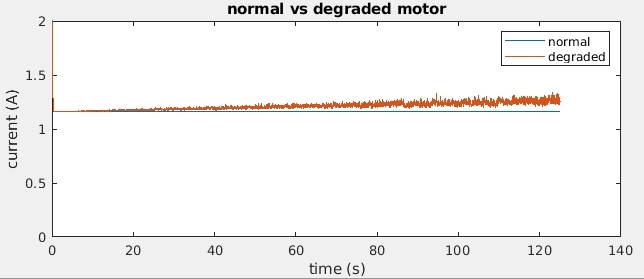 normal vs degraded motor
2
1.5
1
0.5
0
current (A)
normal
degraded
0 20 40 60 80 100 120 140
time (s)